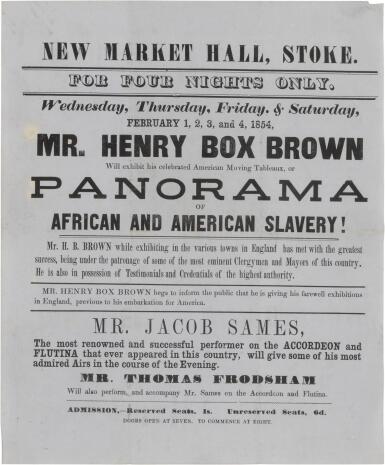 NEW MARKET HALL, STOKE.
FOR FOUR NIGHTS ONLY.
Wednesday, Thursday, Friday, & Saturday,
FEBRUARY 1, 2, 3, and 4, 1854,
MR. HENRY BOX BROWN
Will exhibit his celebrated American Moving Tableaux, or
PANORAMA
OF
AFRICAN AND AMERICAN SLAVERY!
Mr. H. B. BROWN while exhibiting in the various towns in England has met with the greatest
success, being under the patronage of some of the most eminent Clergymen and Mayors of this country.
He is also in possession of Testimonials and Credentials of the highest authority.
MR. HENRY BOX BROWN begs to inform the public that he is giving his farewell exhibitions
in England, previous to his embarkation for America.
MR. JACOB SAMES,
The most renowned and successful performer on the ACCORDEON and
FLUTINA that ever appeared in this country, will give some of his most
admired Airs in the course of the Evening.
MR. THOMAS FRODSHAM
Will also perform, and accompany Mr. Sames on the Accordeon and Flutina.
ADMISSION,—Reserved Seats, 1s. Unreserved Seats, 6d.
DOORS OPEN AT SEVEN, TO COMMENCE AT EIGHT.